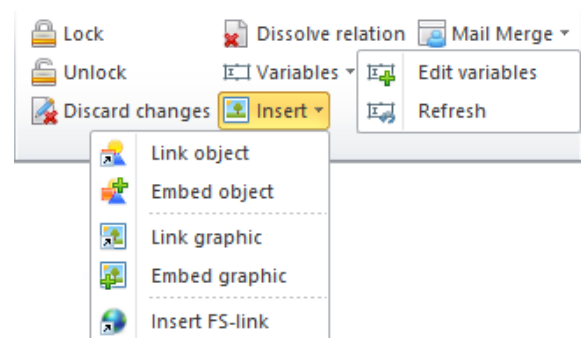 Lock
Dissolve relation
Mail Merge
Unlock
Variables
Edit variables
Discard changes
Insert
Refresh
Link object
Embed object
Link graphic
Embed graphic
Insert FS-link